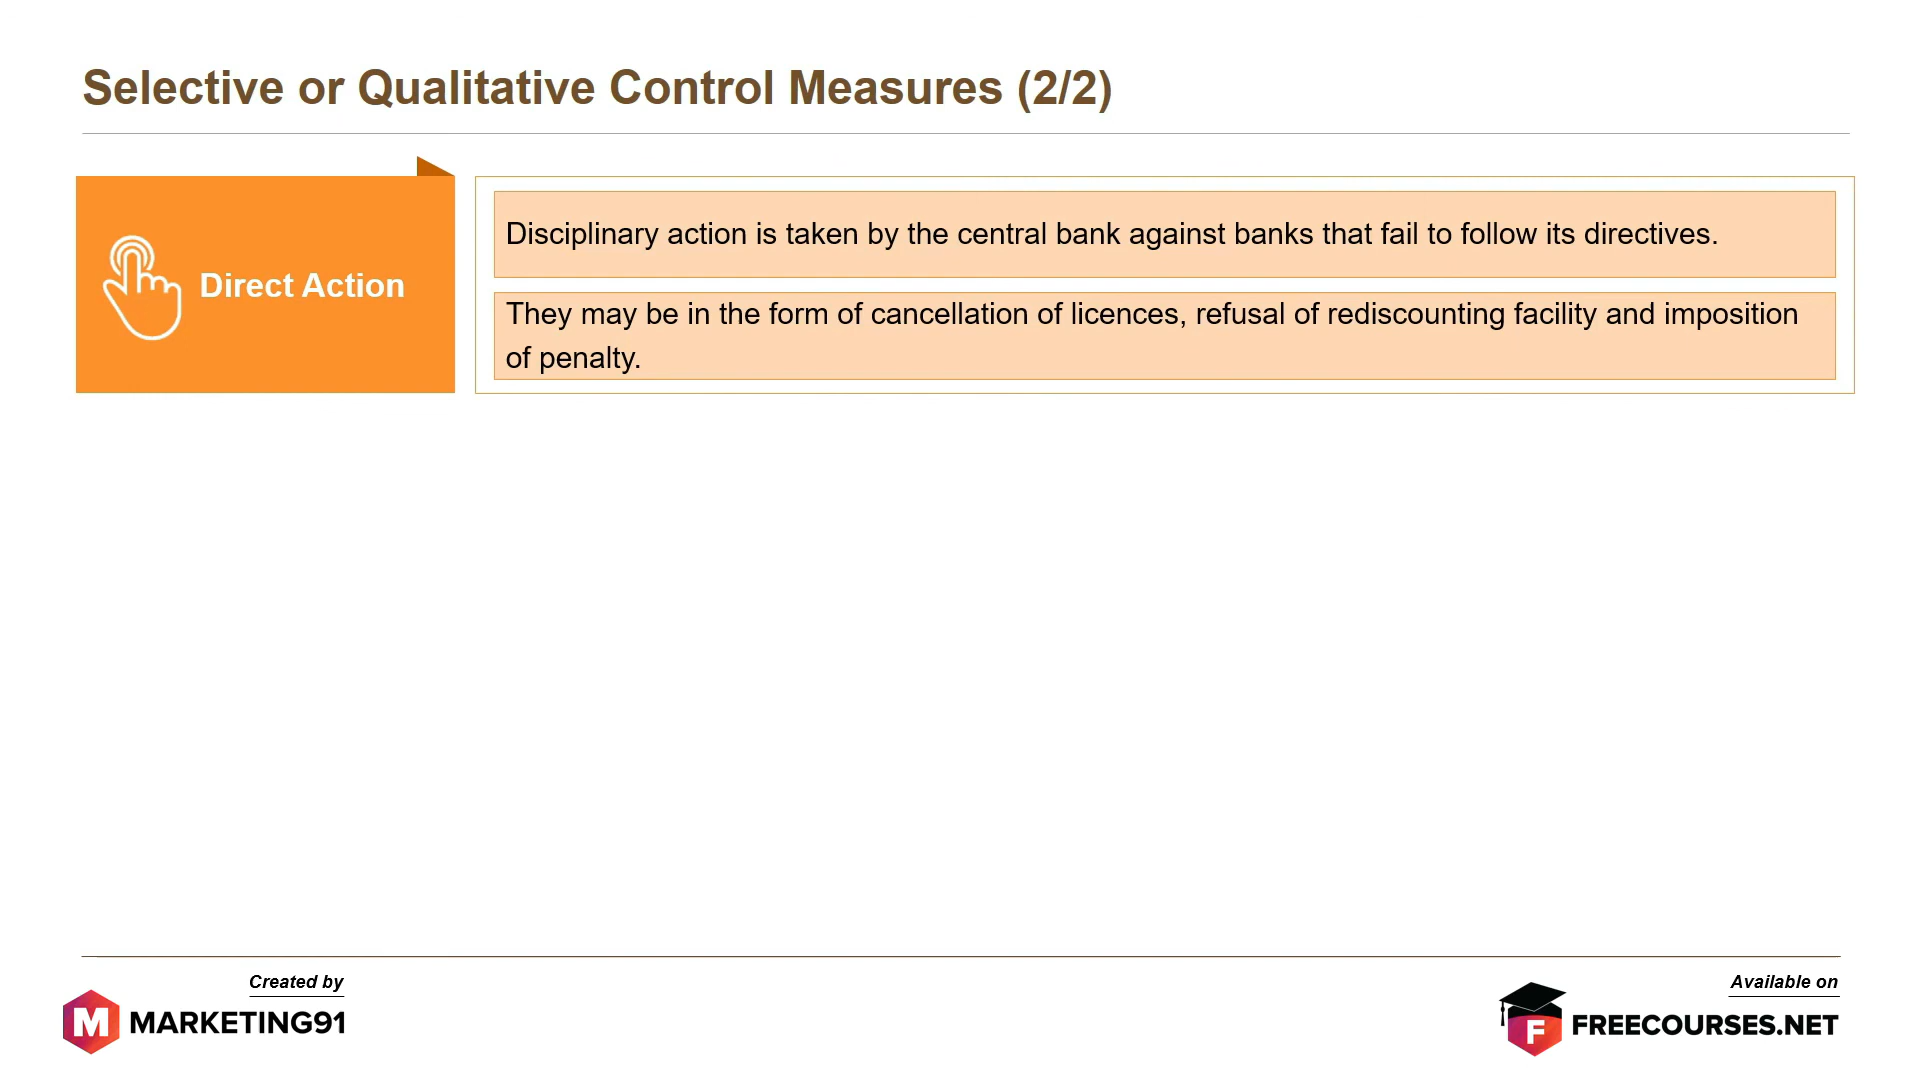 Selective or Qualitative Control Measures (2/2)
Direct Action
Disciplinary action is taken by the central bank against banks that fail to follow its directives.
They may be in the form of cancellation of licences, refusal of rediscounting facility and imposition
of penalty.
Created by
M MARKETING91
Available on
F FREECOURSES.NET